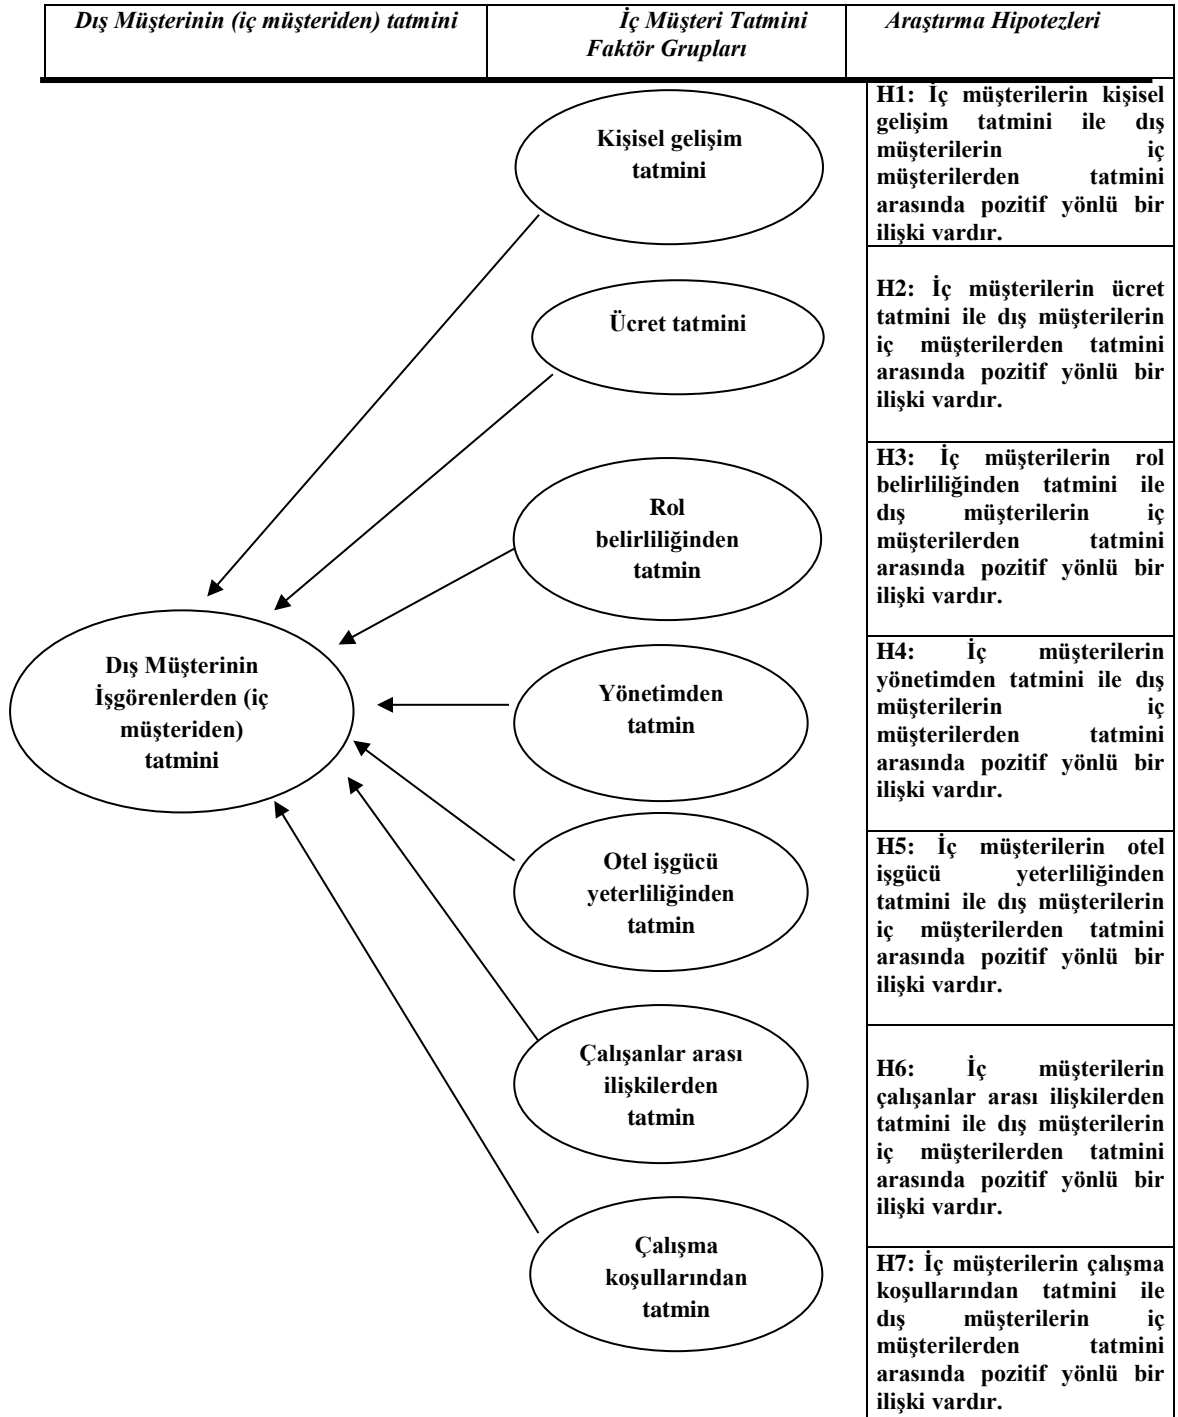 Dış Müşterinin (iç müşteriden) tatmini
İç Müşteri Tatmini
Faktör Grupları
Araştırma Hipotezleri
Kişisel gelişim
tatmini
Ücret tatmini
Rol
belirliliğinden
tatmin
Dış Müşterinin
İşgörenlerden (iç
müşteriden)
tatmini
Yönetimden
tatmin
Otel işgücü
yeterliliğinden
tatmin
Çalışanlar arası
ilişkilerden
tatmin
Çalışma
koşullarından
tatmin
H1: İç müşterilerin kişisel
gelişim tatmini ile dış
müşterilerin iç
müşterilerden tatmini
arasında pozitif yönlü bir
ilişki vardır.
H2: İç müşterilerin ücret
tatmini ile dış müşterilerin
iç müşterilerden tatmini
arasında pozitif yönlü bir
ilişki vardır.
H3: İç müşterilerin rol
belirliliğinden tatmini ile
dış müşterilerin iç
müşterilerden tatmini
arasında pozitif yönlü bir
ilişki vardır.
H4: İç müşterilerin
yönetimden tatmini ile dış
müşterilerin iç
müşterilerden tatmini
arasında pozitif yönlü bir
ilişki vardır.
H5: İç müşterilerin otel
işgücü yeterliliğinden
tatmini ile dış müşterilerin
iç müşterilerden tatmini
arasında pozitif yönlü bir
ilişki vardır.
H6: İç müşterilerin
çalışanlar arası ilişkilerden
tatmini ile dış müşterilerin
iç müşterilerden tatmini
arasında pozitif yönlü bir
ilişki vardır.
H7: İç müşterilerin çalışma
koşullarından tatmini ile
dış müşterilerin iç
müşterilerden tatmini
arasında pozitif yönlü bir
ilişki vardır.